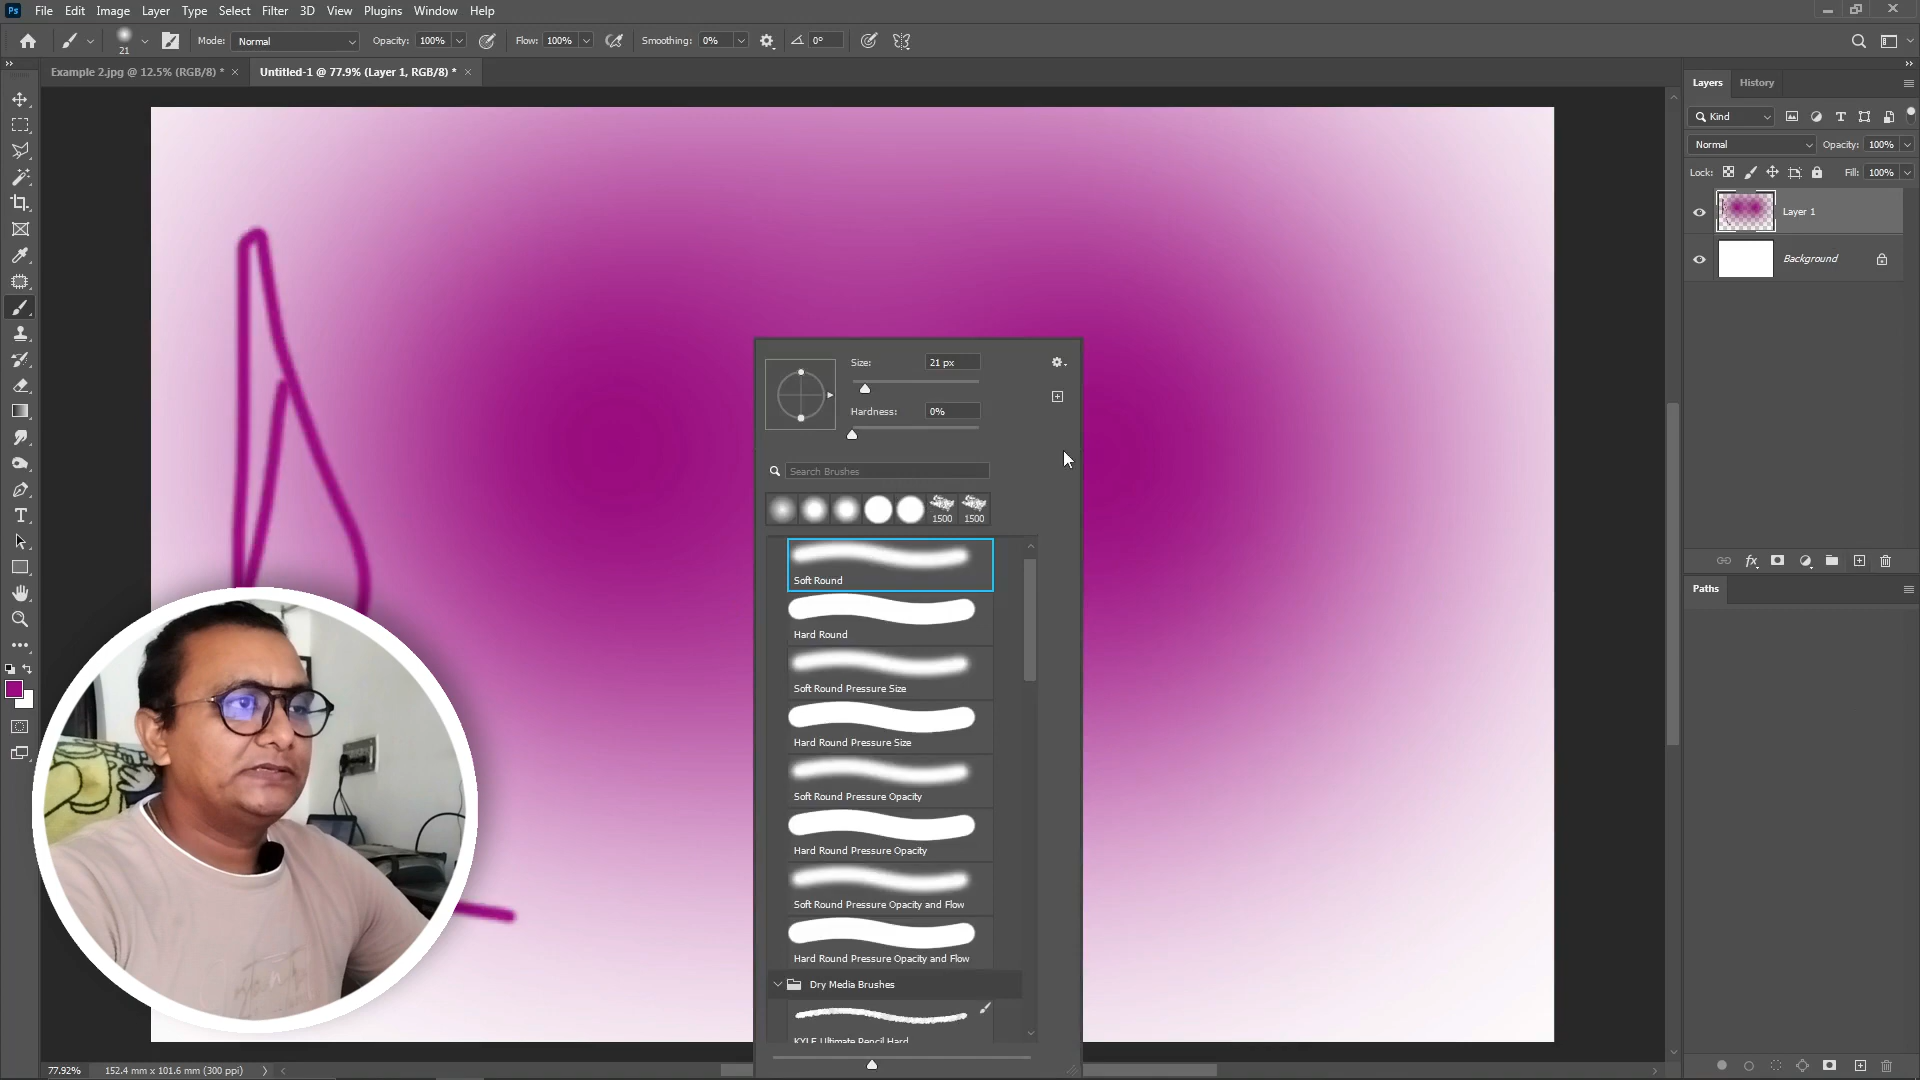 Ps File Edit Image Layer Type Select Filter 3D View Plugins Window Help
21 Mode: Normal Opacity: 100% Flow: 100% Smoothing: 0% 0°
Example 2.jpg @ 12.5% (RGB/8) * × Untitled-1 @ 77.9% (Layer 1, RGB/8) * ×
Layers History
Kind
Normal Opacity: 100%
Lock: Fill: 100%
Layer 1
Background
Paths
Size: 21 px
Hardness: 0%
Search Brushes
1500 1500
Soft Round
Hard Round
Soft Round Pressure Size
Hard Round Pressure Size
Soft Round Pressure Opacity
Hard Round Pressure Opacity
Soft Round Pressure Opacity and Flow
Hard Round Pressure Opacity and Flow
Dry Media Brushes
KYLE Ultimate Pencil Hard
77.92% 152.4 mm x 101.6 mm (300 ppi)